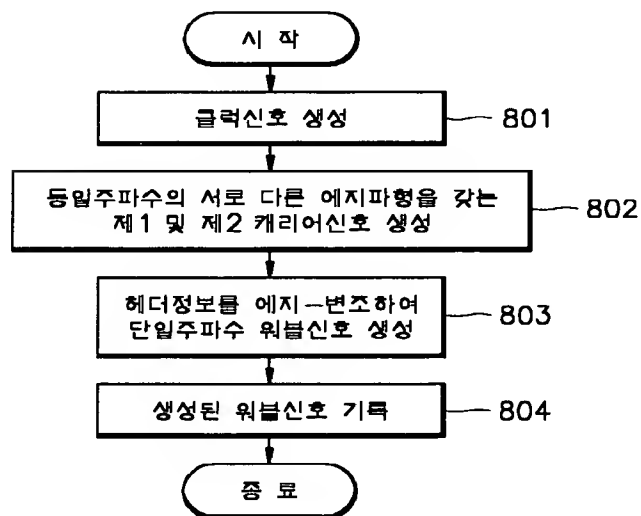 시 작
클럭신호 생성
801
동일주파수의 서로 다른 에지파형을 갖는
제1 및 제2 캐리어신호 생성
802
헤더정보를 에지-변조하여
단일주파수 워블신호 생성
803
생성된 워블신호 기록
804
종 료